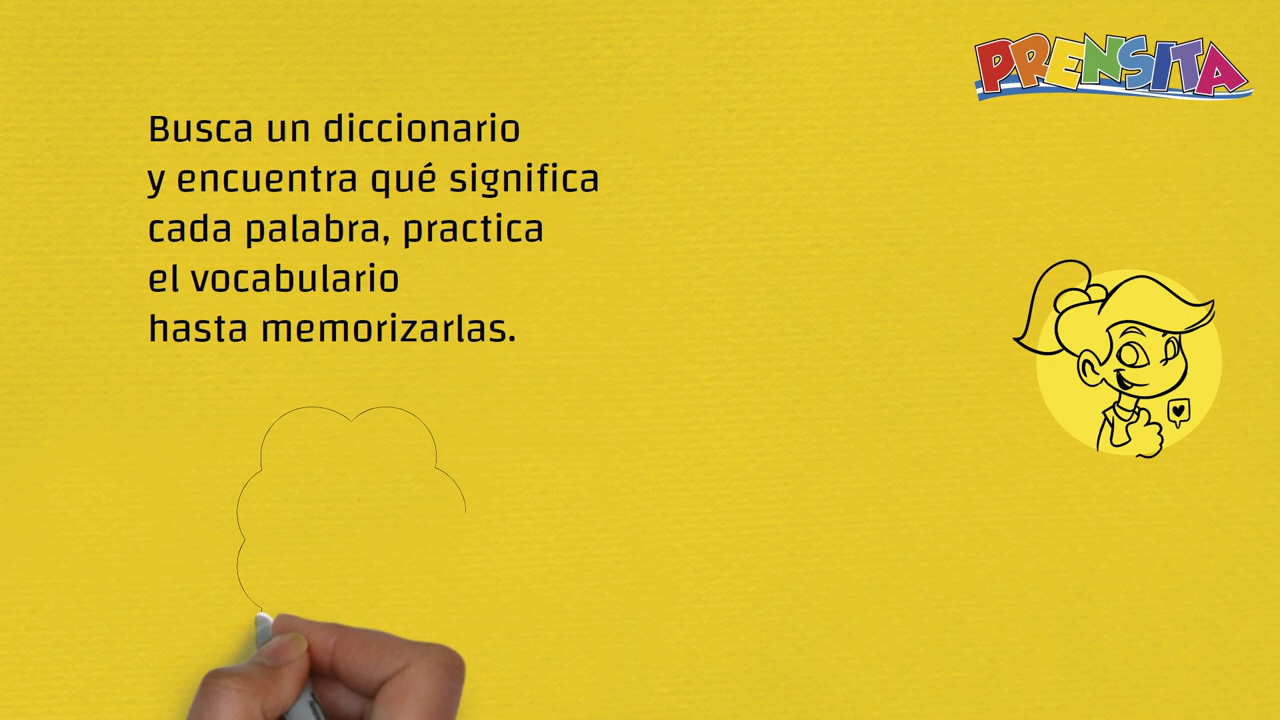 PRENSITA
Busca un diccionario
y encuentra qué significa
cada palabra, practica
el vocabulario
hasta memorizarlas.